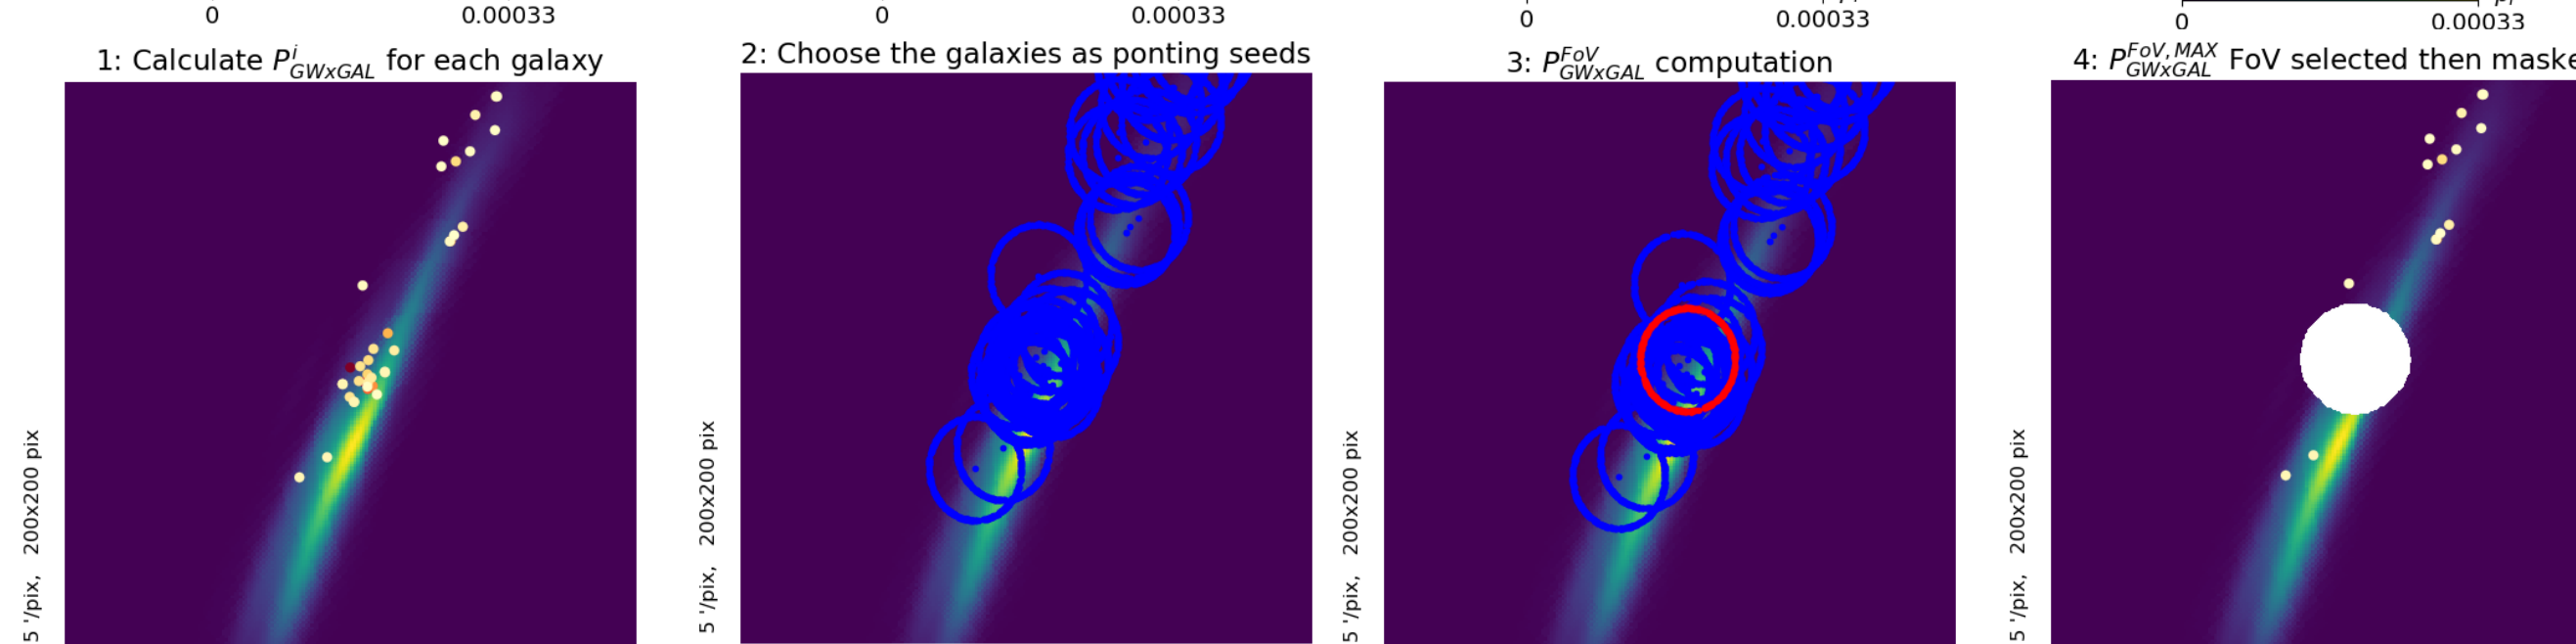 0 0.00033
0 0.00033
0 0.00033
0 0.00033
1: Calculate P^i_GWxGAL for each galaxy
2: Choose the galaxies as ponting seeds
3: P^FoV_GWxGAL computation
4: P^FoV,MAX_GWxGAL FoV selected then maske
5 '/pix, 200x200 pix
5 '/pix, 200x200 pix
5 '/pix, 200x200 pix
5 '/pix, 200x200 pix